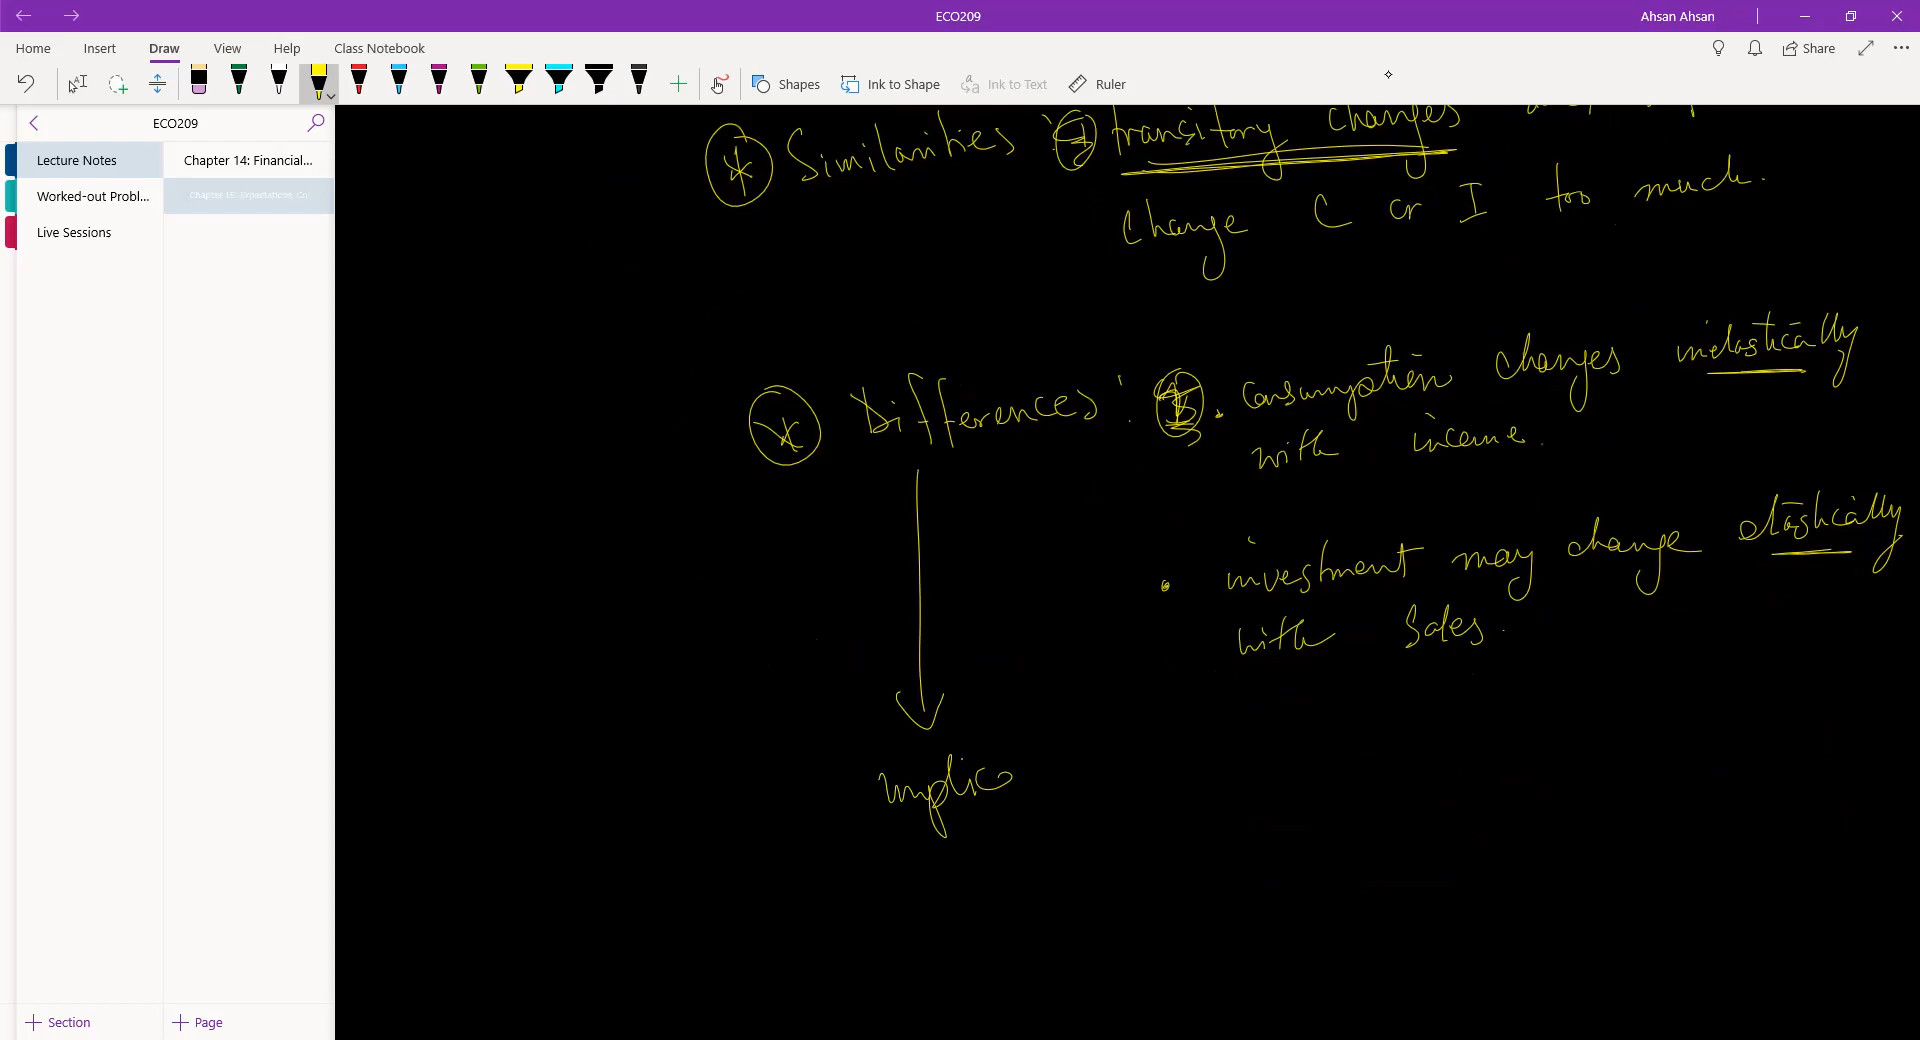 ECO209
Ahsan Ahsan
Home Insert Draw View Help Class Notebook
Share
Shapes Ink to Shape Ink to Text Ruler
ECO209
Lecture Notes
Chapter 14: Financial...
Worked-out Probl...
Live Sessions
Similarities : transitory changes
change C or I too much.
Differences : . Consumption changes inelastically
with income.
. investment may change elastically
with Sales.
implic
Section
Page